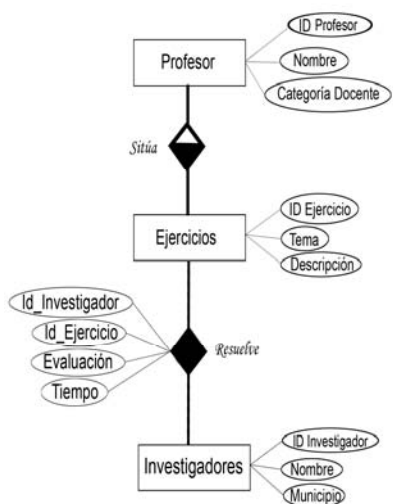 ID Profesor
Profesor
Nombre
Categoría Docente
Sitúa
ID Ejercicio
Ejercicios
Tema
Descripción
Id_Investigador
Id_Ejercicio
Evaluación
Resuelve
Tiempo
ID Investigador
Investigadores
Nombre
Municipio